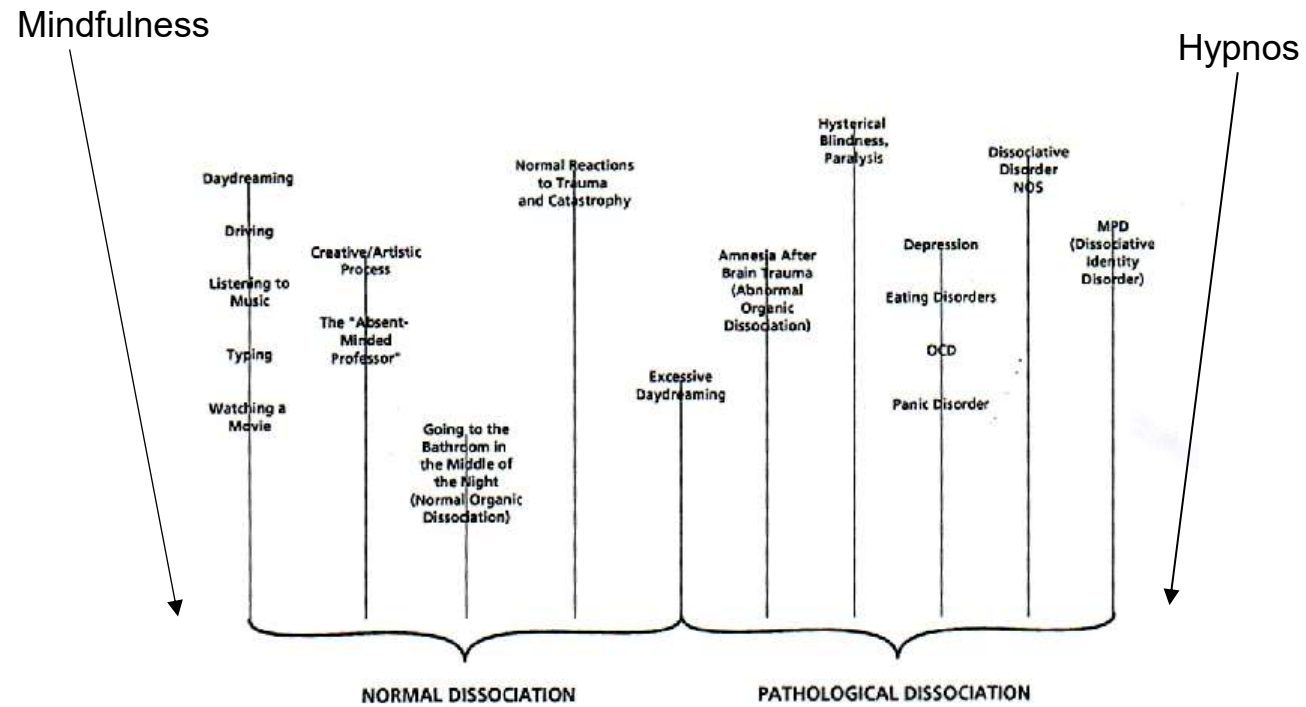 Mindfulness
Hypnos
Daydreaming
Driving
Listening to
Music
Typing
Watching a
Movie
Creative/Artistic
Process
The "Absent-
Minded
Professor"
Going to the
Bathroom in
the Middle of
the Night
(Normal Organic
Dissociation)
Normal Reactions
to Trauma
and Catastrophy
Excessive
Daydreaming
Amnesia After
Brain Trauma
(Abnormal
Organic
Dissociation)
Hysterical
Blindness,
Paralysis
Depression
Eating Disorders
OCD
Panic Disorder
Dissociative
Disorder
NOS
MPD
(Dissociative
Identity
Disorder)
NORMAL DISSOCIATION
PATHOLOGICAL DISSOCIATION